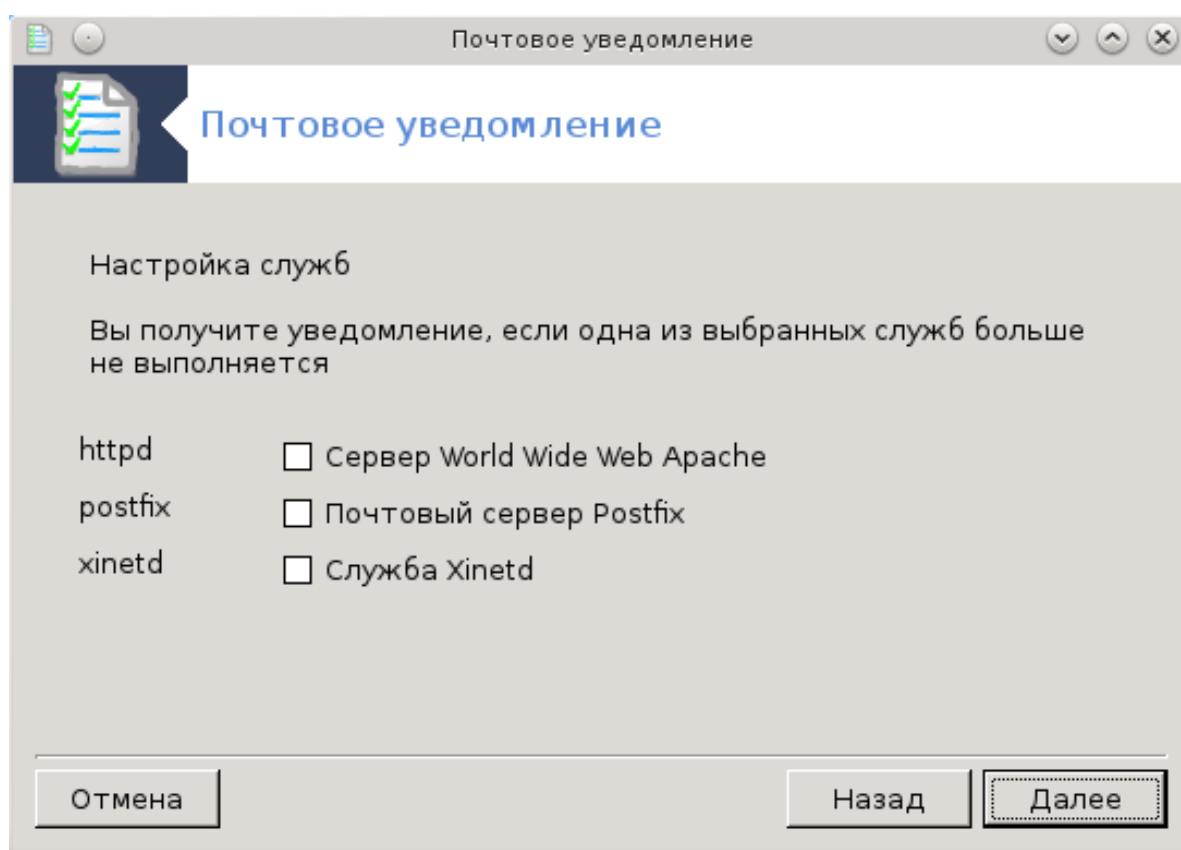 Почтовое уведомление
Почтовое уведомление
Настройка служб
Вы получите уведомление, если одна из выбранных служб больше
не выполняется
httpd Сервер World Wide Web Apache
postfix Почтовый сервер Postfix
xinetd Служба Xinetd
Отмена Назад Далее